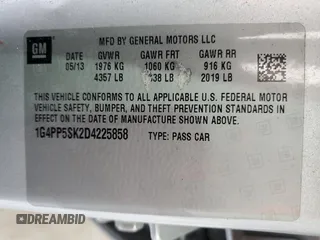 GM
MFD BY GENERAL MOTORS LLC
05/13 GVWR GAWR FRT GAWR RR
1976 KG 1060 KG 916 KG
4357 LB 2338 LB 2019 LB
THIS VEHICLE CONFORMS TO ALL APPLICABLE U.S. FEDERAL MOTOR
VEHICLE SAFETY, BUMPER, AND THEFT PREVENTION STANDARDS IN
EFFECT ON THE DATE OF MANUFACTURE SHOWN ABOVE.
1G4PP5SK2D4225858 TYPE: PASS CAR
DREAMBID